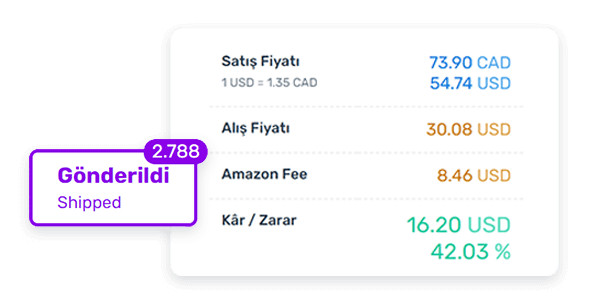 Satış Fiyatı
73.90 CAD
1 USD = 1.35 CAD
54.74 USD
Alış Fiyatı
30.08 USD
2.788
Gönderildi
Shipped
Amazon Fee
8.46 USD
Kâr / Zarar
16.20 USD
42.03 %